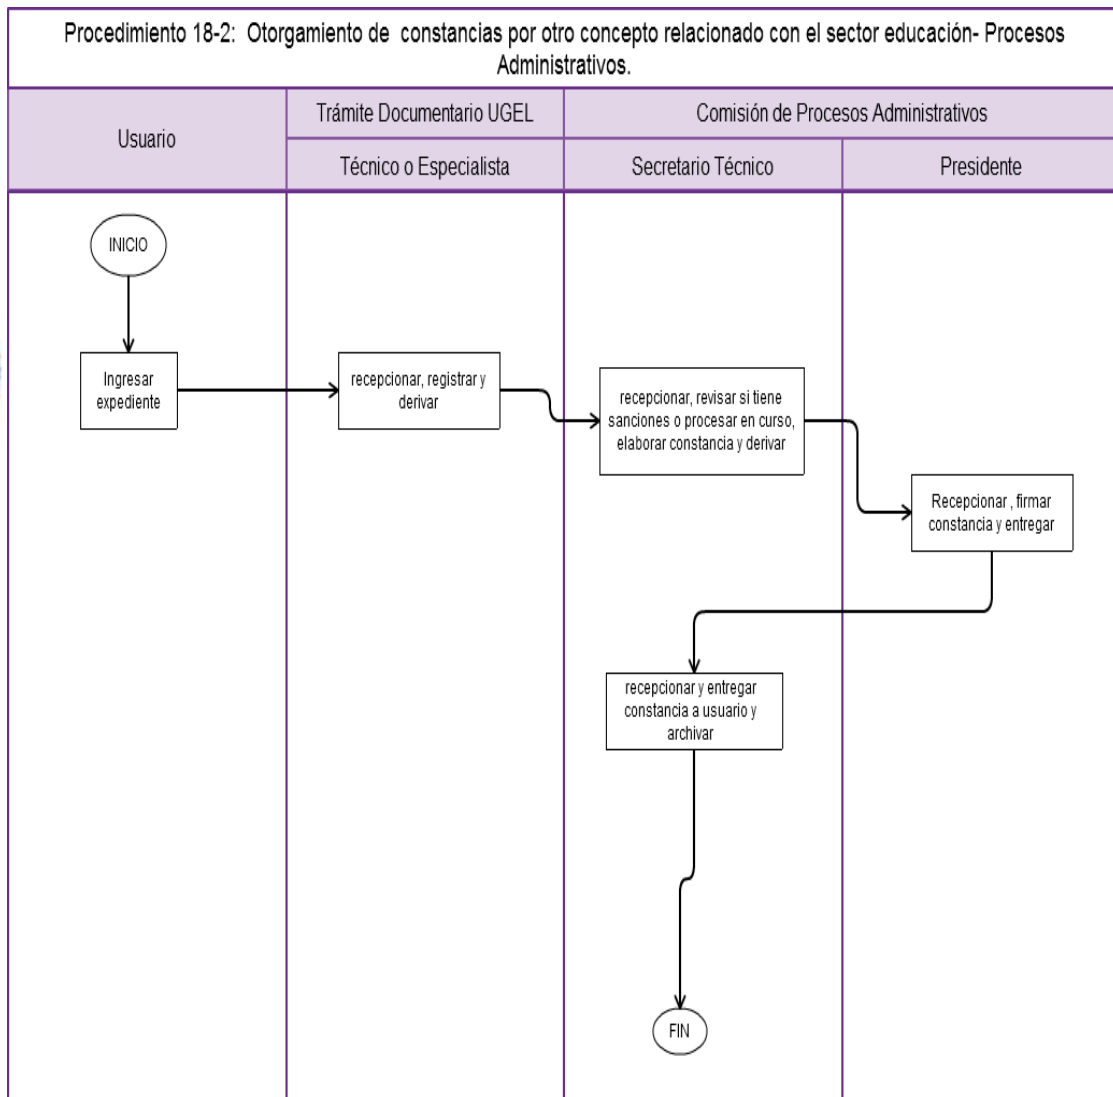 Procedimiento 18-2: Otorgamiento de constancias por otro concepto relacionado con el sector educación- Procesos
Administrativos.
Usuario
Trámite Documentario UGEL
Comisión de Procesos Administrativos
Técnico o Especialista
Secretario Técnico
Presidente
INICIO
Ingresar
expediente
recepcionar, registrar y
derivar
recepcionar, revisar si tiene
sanciones o procesar en curso,
elaborar constancia y derivar
Recepcionar , firmar
constancia y entregar
recepcionar y entregar
constancia a usuario y
archivar
FIN